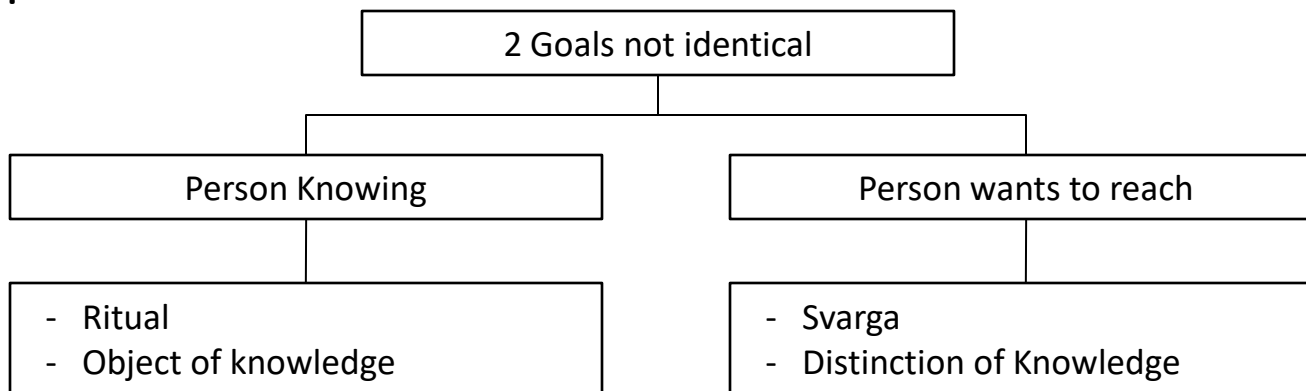 2 Goals not identical
Person Knowing
Person wants to reach
- Ritual
- Object of knowledge
- Svarga
- Distinction of Knowledge